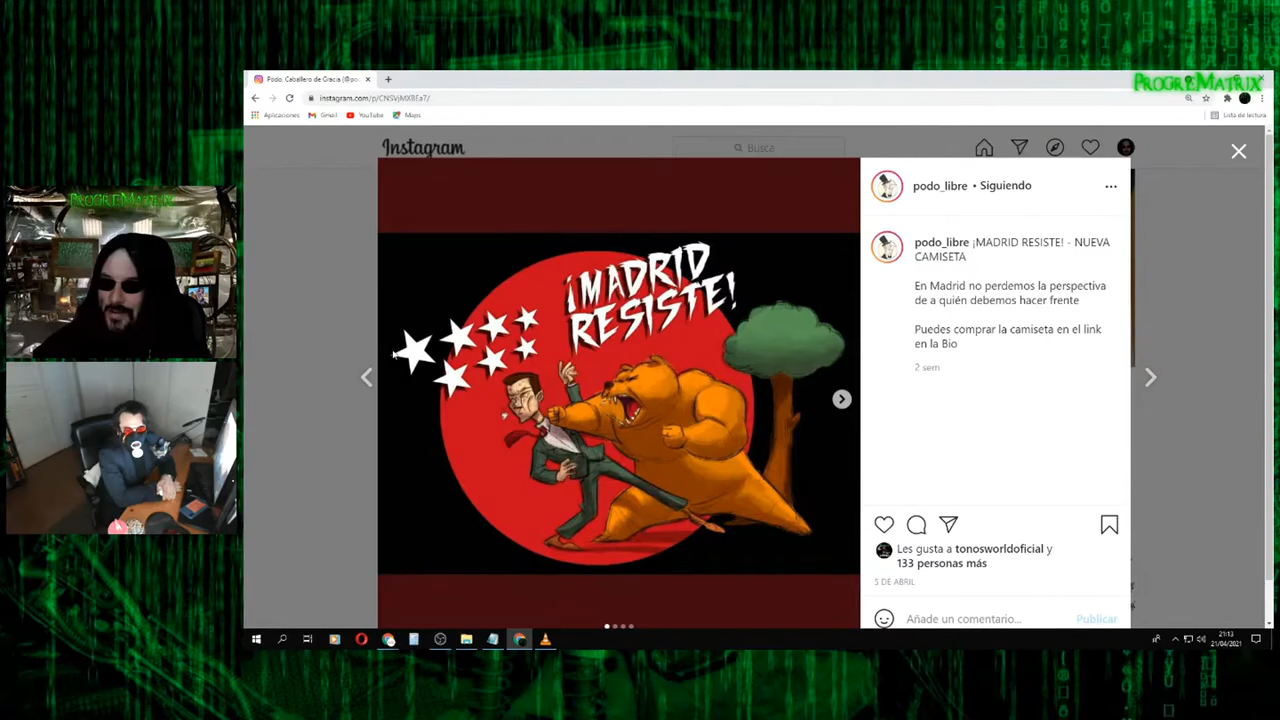 PROGREMATRIX
PROGREMATRIX
Podo, Caballero de Gracia (@po
instagram.com/p/CNSVjMXBEa7/
Aplicaciones
Gmail
YouTube
Maps
Lista de lectura
Instagram
Busca
¡MADRID
RESISTE!
podo_libre • Siguiendo
podo_libre ¡MADRID RESISTE! - NUEVA
CAMISETA
En Madrid no perdemos la perspectiva
de a quién debemos hacer frente
Puedes comprar la camiseta en el link
en la Bio
2 sem
Les gusta a tonosworldoficial y
133 personas más
5 DE ABRIL
Añade un comentario...
Publicar
21:13
21/04/2021